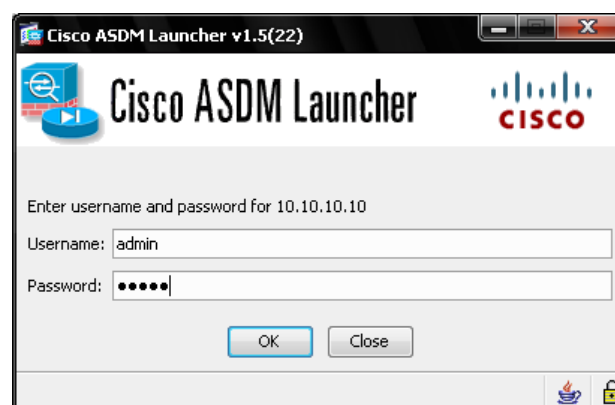 Cisco ASDM Launcher v1.5(22)
Cisco ASDM Launcher
CISCO
Enter username and password for 10.10.10.10
Username: admin
Password: ●●●●●
OK Close